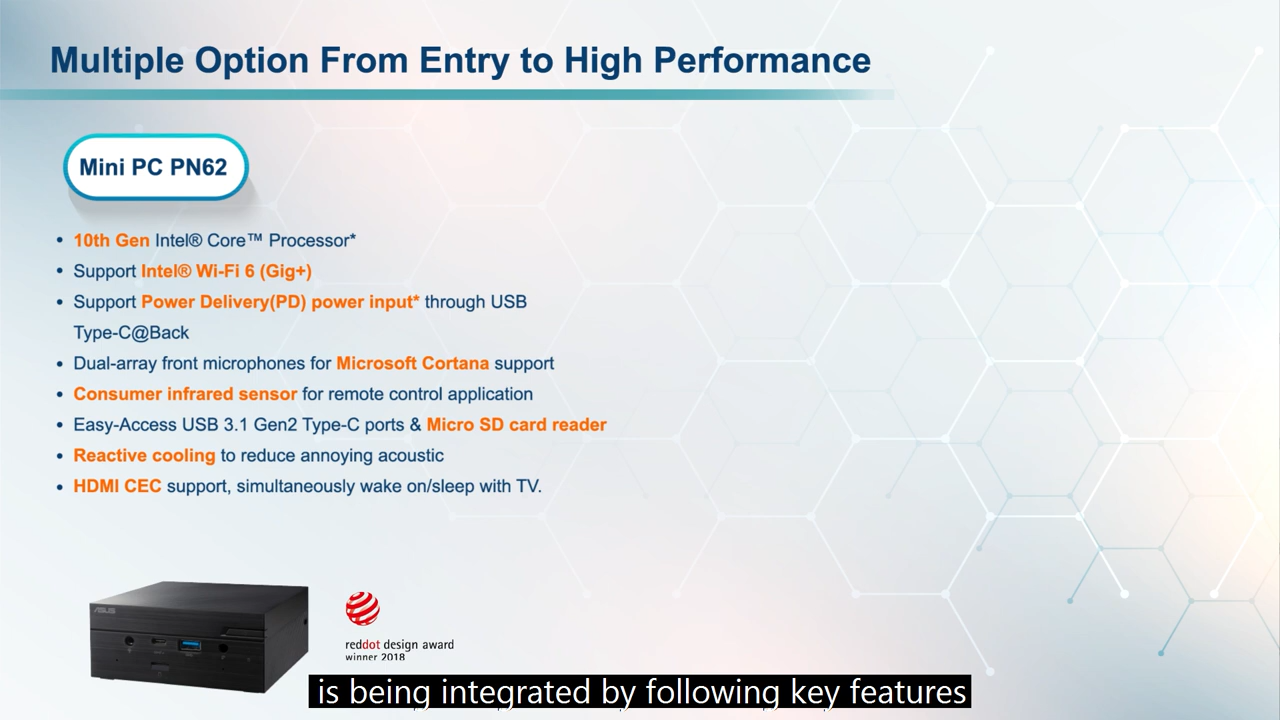 Multiple Option From Entry to High Performance
Mini PC PN62
• 10th Gen Intel® Core™ Processor*
• Support Intel® Wi-Fi 6 (Gig+)
• Support Power Delivery(PD) power input* through USB
Type-C@Back
• Dual-array front microphones for Microsoft Cortana support
• Consumer infrared sensor for remote control application
• Easy-Access USB 3.1 Gen2 Type-C ports & Micro SD card reader
• Reactive cooling to reduce annoying acoustic
• HDMI CEC support, simultaneously wake on/sleep with TV.
ASUS
reddot design award
winner 2018
is being integrated by following key features